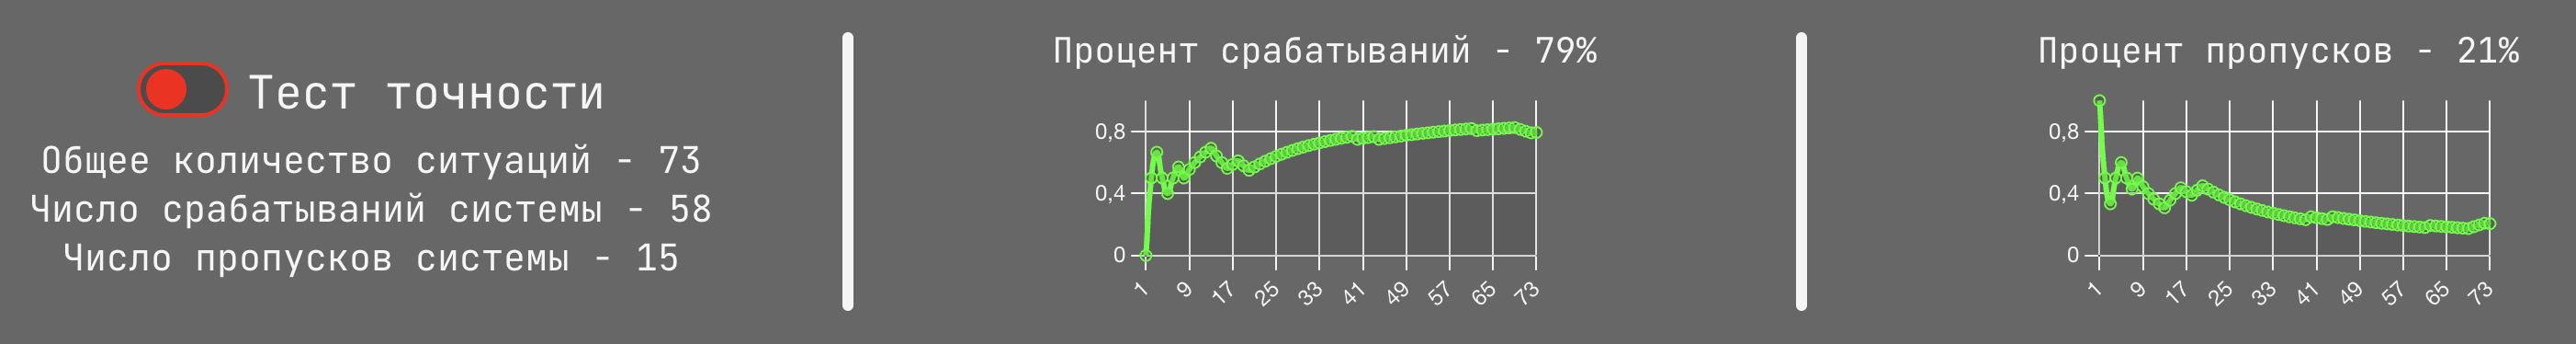 Тест точности
Общее количество ситуаций - 73
Число срабатываний системы - 58
Число пропусков системы - 15
Процент срабатываний - 79%
0,8
0,4
0
1 9 17 25 33 41 49 57 65 73
Процент пропусков - 21%
0,8
0,4
0
1 9 17 25 33 41 49 57 65 73